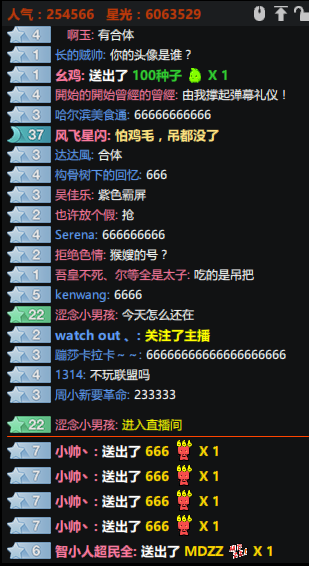 人气：254566 星光：6063529
4 啊玉: 有合体
1 长的贼帅: 你的头像是谁？
1 幺鸡: 送出了 100种子 X 1
4 開始的開始曾經的曾經: 由我撑起弹幕礼仪！
3 哈尔滨美食通: 66666666666
37 风飞星闪: 怕鸡毛，吊都没了
3 达达風: 合体
4 构骨树下的回忆: 666
3 吴佳乐: 紫色霸屏
2 也许放个假: 抢
4 Serena: 666666666
2 拒绝色情: 猴嫂的号？
1 吾皇不死、尔等全是太子: 吃的是吊把
5 kenwang: 6666
22 涩念小男孩: 今天怎么还在
2 watch out 、: 关注了主播
3 蹦莎卡拉卡～～: 66666666666666666666
4 1314: 不玩联盟吗
3 周小新要革命: 233333
22 涩念小男孩: 进入直播间
7 小帅丶: 送出了 666 666 X 1
7 小帅丶: 送出了 666 666 X 1
7 小帅丶: 送出了 666 666 X 1
7 小帅丶: 送出了 666 666 X 1
6 智小人超民全: 送出了 MDZZ X 1